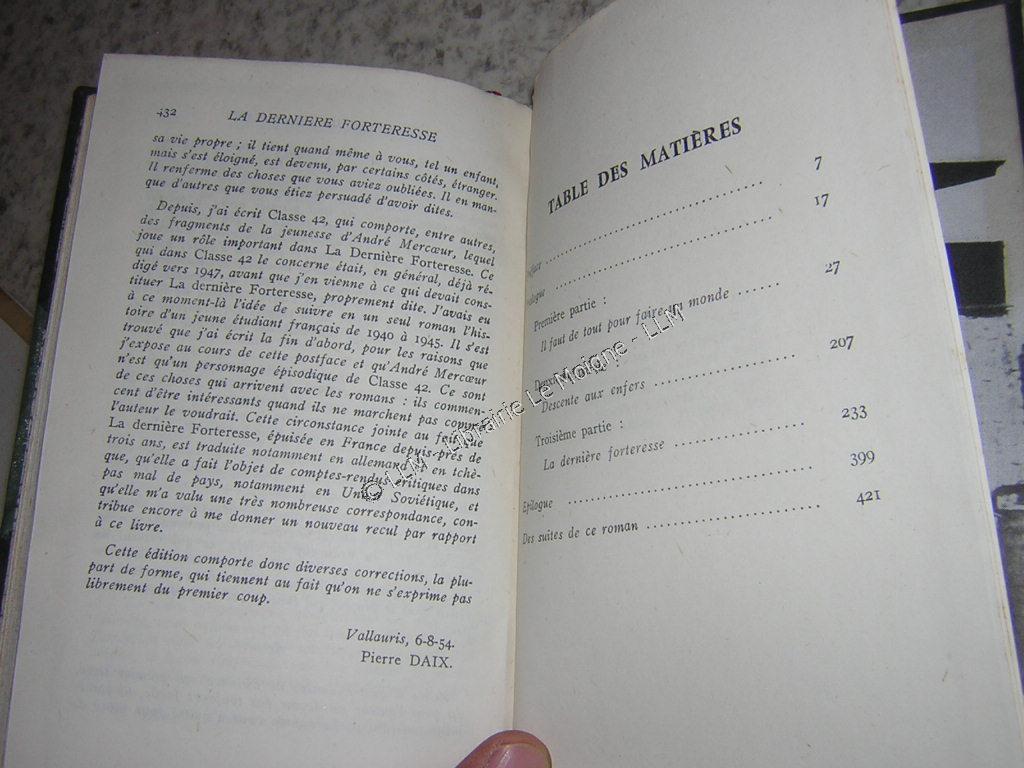 432 LA DERNIERE FORTERESSE
sa vie propre ; il tient quand même à vous, tel un enfant,
mais s'est éloigné, est devenu, par certains côtés, étranger.
Il renferme des choses que vous aviez oubliées. Il en man-
que d'autres que vous étiez persuadé d'avoir dites.
Depuis, j'ai écrit Classe 42, qui comporte, entre autres,
des fragments de la jeunesse d'André Mercœur, lequel
joue un rôle important dans La Dernière Forteresse. Ce
qui dans Classe 42 le concerne était, en général, déjà ré-
digé vers 1947, avant que j'en vienne à ce qui devait cons-
tituer La dernière Forteresse, proprement dite. J'avais eu
à ce moment-là l'idée de suivre en un seul roman l'his-
toire d'un jeune étudiant français de 1940 à 1945. Il s'est
trouvé que j'ai écrit la fin d'abord, pour les raisons que
j'expose au cours de cette postface et qu'André Mercœur
n'est qu'un personnage épisodique de Classe 42. Ce sont
de ces choses qui arrivent avec les romans : ils commen-
cent d'être intéressants quand ils ne marchent pas comme
l'auteur le voudrait. Cette circonstance jointe au fait que
La dernière Forteresse, épuisée en France depuis près de
trois ans, est traduite notamment en allemand et en tchè-
que, qu'elle a fait l'objet de comptes-rendus critiques dans
pas mal de pays, notamment en Union Soviétique, et
qu'elle m'a valu une très nombreuse correspondance, con-
tribue encore à me donner un nouveau recul par rapport
à ce livre.
Cette édition comporte donc diverses corrections, la plu-
part de forme, qui tiennent au fait qu'on ne s'exprime pas
librement du premier coup.
Vallauris, 6-8-54.
Pierre DAIX.
TABLE DES MATIÈRES
7
17
Première partie :
Il faut de tout pour faire un monde ...... 27
Descente aux enfers .................... 207
Troisième partie :
La dernière forteresse .................. 233
Epilogue .................... 399
Des suites de ce roman .................... 421
© LLM - Librairie Le Moigne - LLM